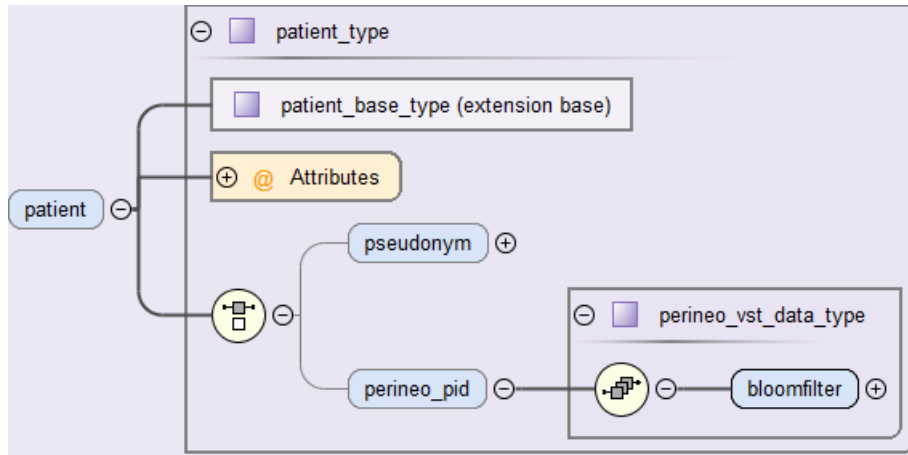 patient_type
patient_base_type (extension base)
@ Attributes
patient
pseudonym
perineo_vst_data_type
perineo_pid
bloomfilter